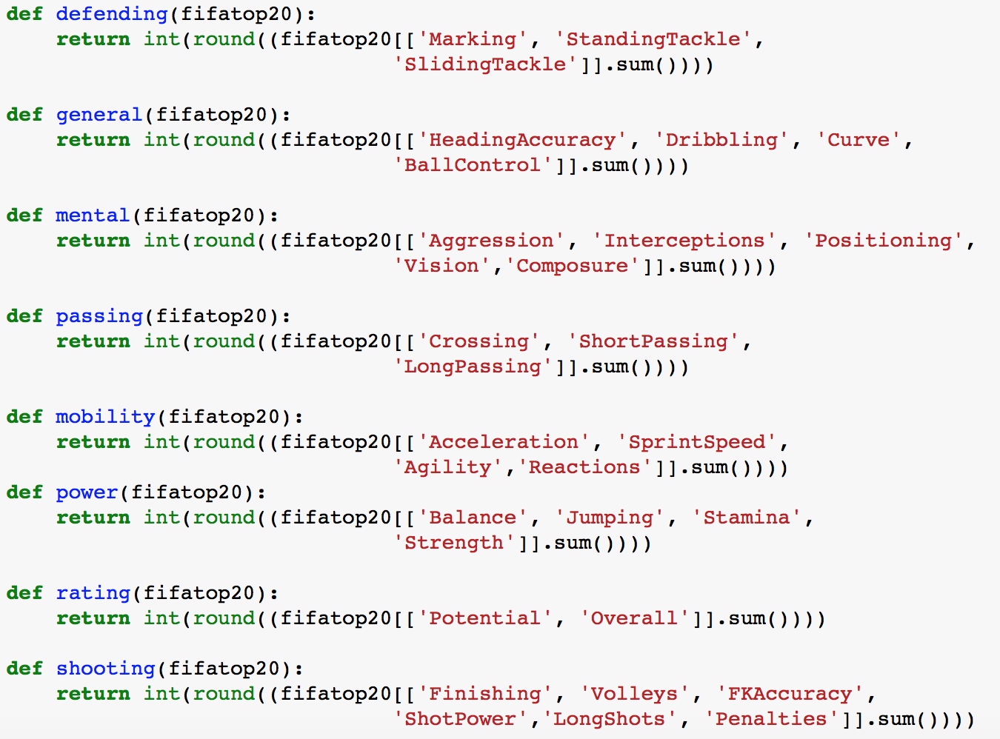 def defending(fifatop20):
    return int(round((fifatop20[['Marking', 'StandingTackle',
                               'SlidingTackle']].sum())))

def general(fifatop20):
    return int(round((fifatop20[['HeadingAccuracy', 'Dribbling', 'Curve',
                               'BallControl']].sum())))

def mental(fifatop20):
    return int(round((fifatop20[['Aggression', 'Interceptions', 'Positioning',
                               'Vision','Composure']].sum())))

def passing(fifatop20):
    return int(round((fifatop20[['Crossing', 'ShortPassing',
                               'LongPassing']].sum())))

def mobility(fifatop20):
    return int(round((fifatop20[['Acceleration', 'SprintSpeed',
                               'Agility','Reactions']].sum())))
def power(fifatop20):
    return int(round((fifatop20[['Balance', 'Jumping', 'Stamina',
                               'Strength']].sum())))

def rating(fifatop20):
    return int(round((fifatop20[['Potential', 'Overall']].sum())))

def shooting(fifatop20):
    return int(round((fifatop20[['Finishing', 'Volleys', 'FKAccuracy',
                               'ShotPower','LongShots', 'Penalties']].sum())))